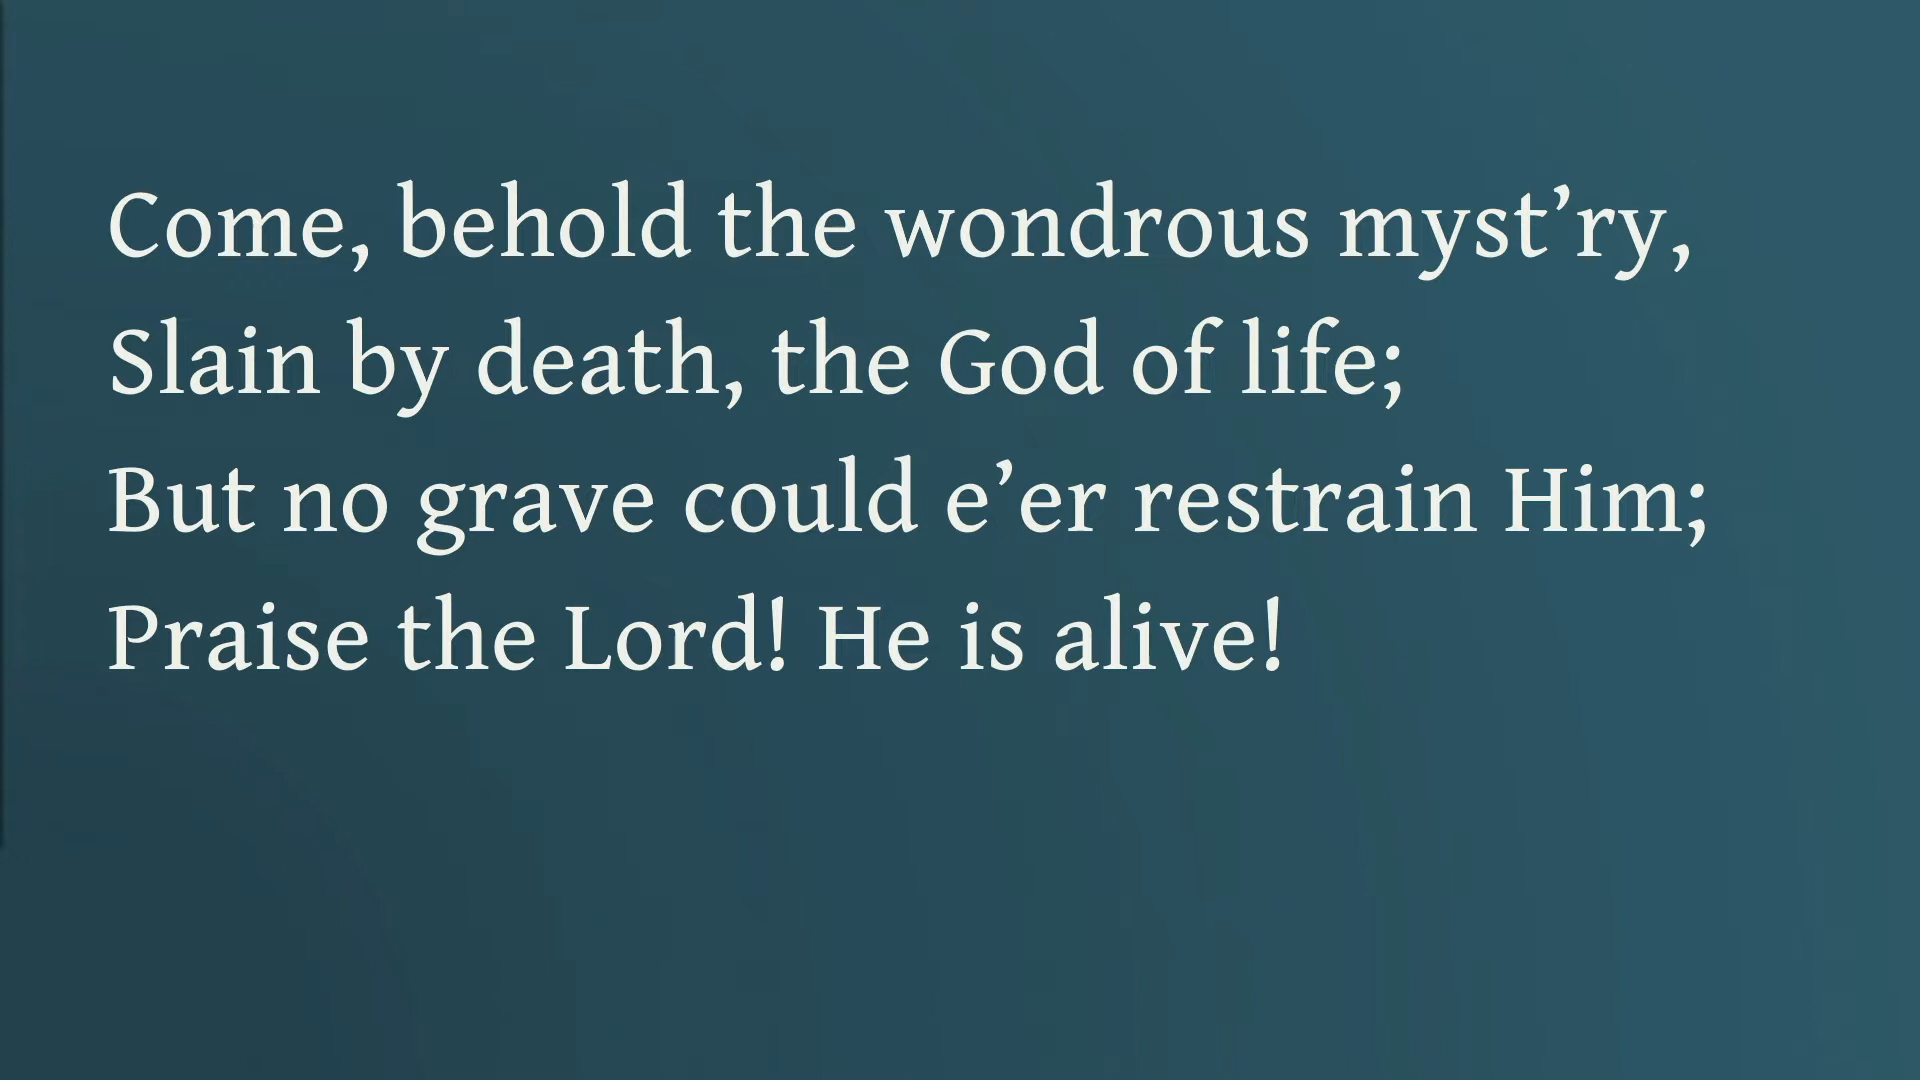 Come, behold the wondrous myst’ry,
Slain by death, the God of life;
But no grave could e’er restrain Him;
Praise the Lord! He is alive!